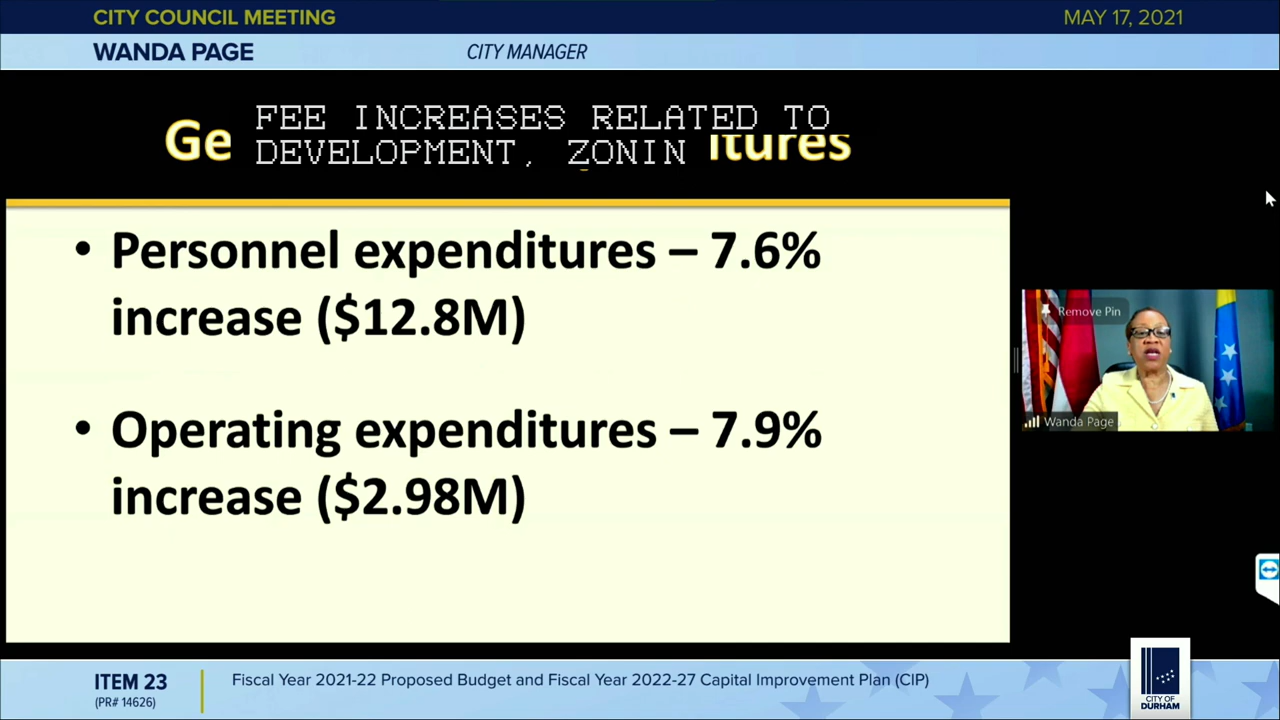 CITY COUNCIL MEETING
MAY 17, 2021
WANDA PAGE
CITY MANAGER
FEE INCREASES RELATED TO
DEVELOPMENT, ZONIN
Ge itures
• Personnel expenditures – 7.6%
increase ($12.8M)
• Operating expenditures – 7.9%
increase ($2.98M)
Remove Pin
Wanda Page
ITEM 23
(PR# 14626)
Fiscal Year 2021-22 Proposed Budget and Fiscal Year 2022-27 Capital Improvement Plan (CIP)
CITY OF
DURHAM